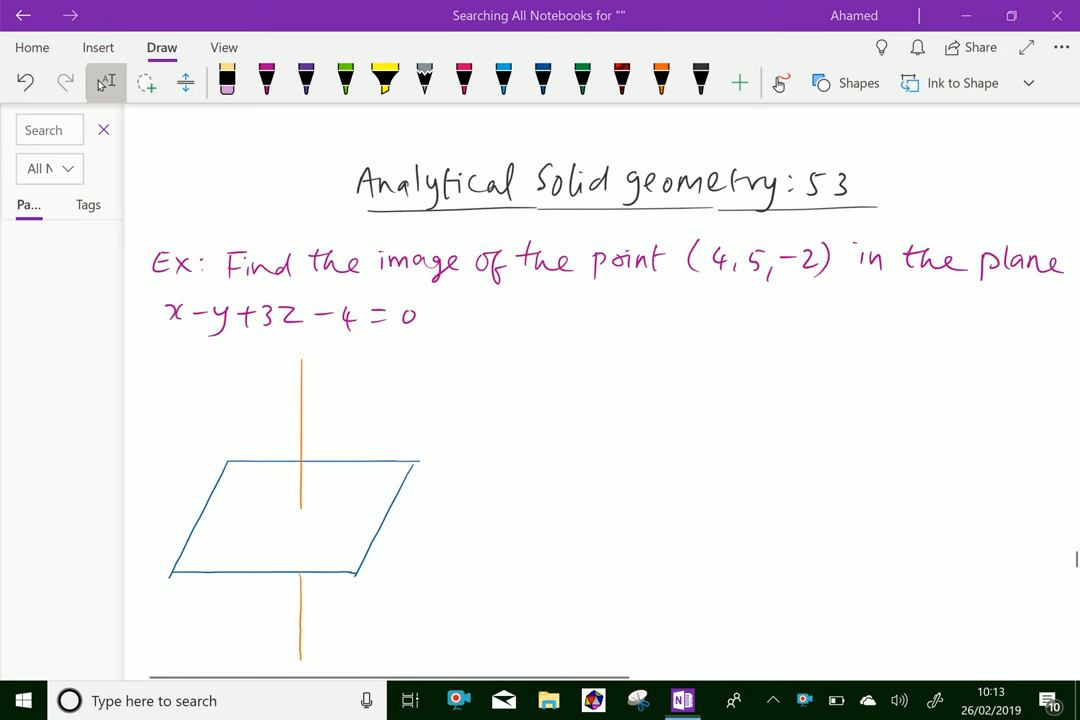 Searching All Notebooks for ""
Ahamed
Home Insert Draw View
Share
Shapes
Ink to Shape
Search
All N
Pa...
Tags
Analytical Solid geometry: 53
Ex: Find the image of the point (4, 5, -2) in the plane
x - y + 3z - 4 = 0
Type here to search
10:13
26/02/2019
10